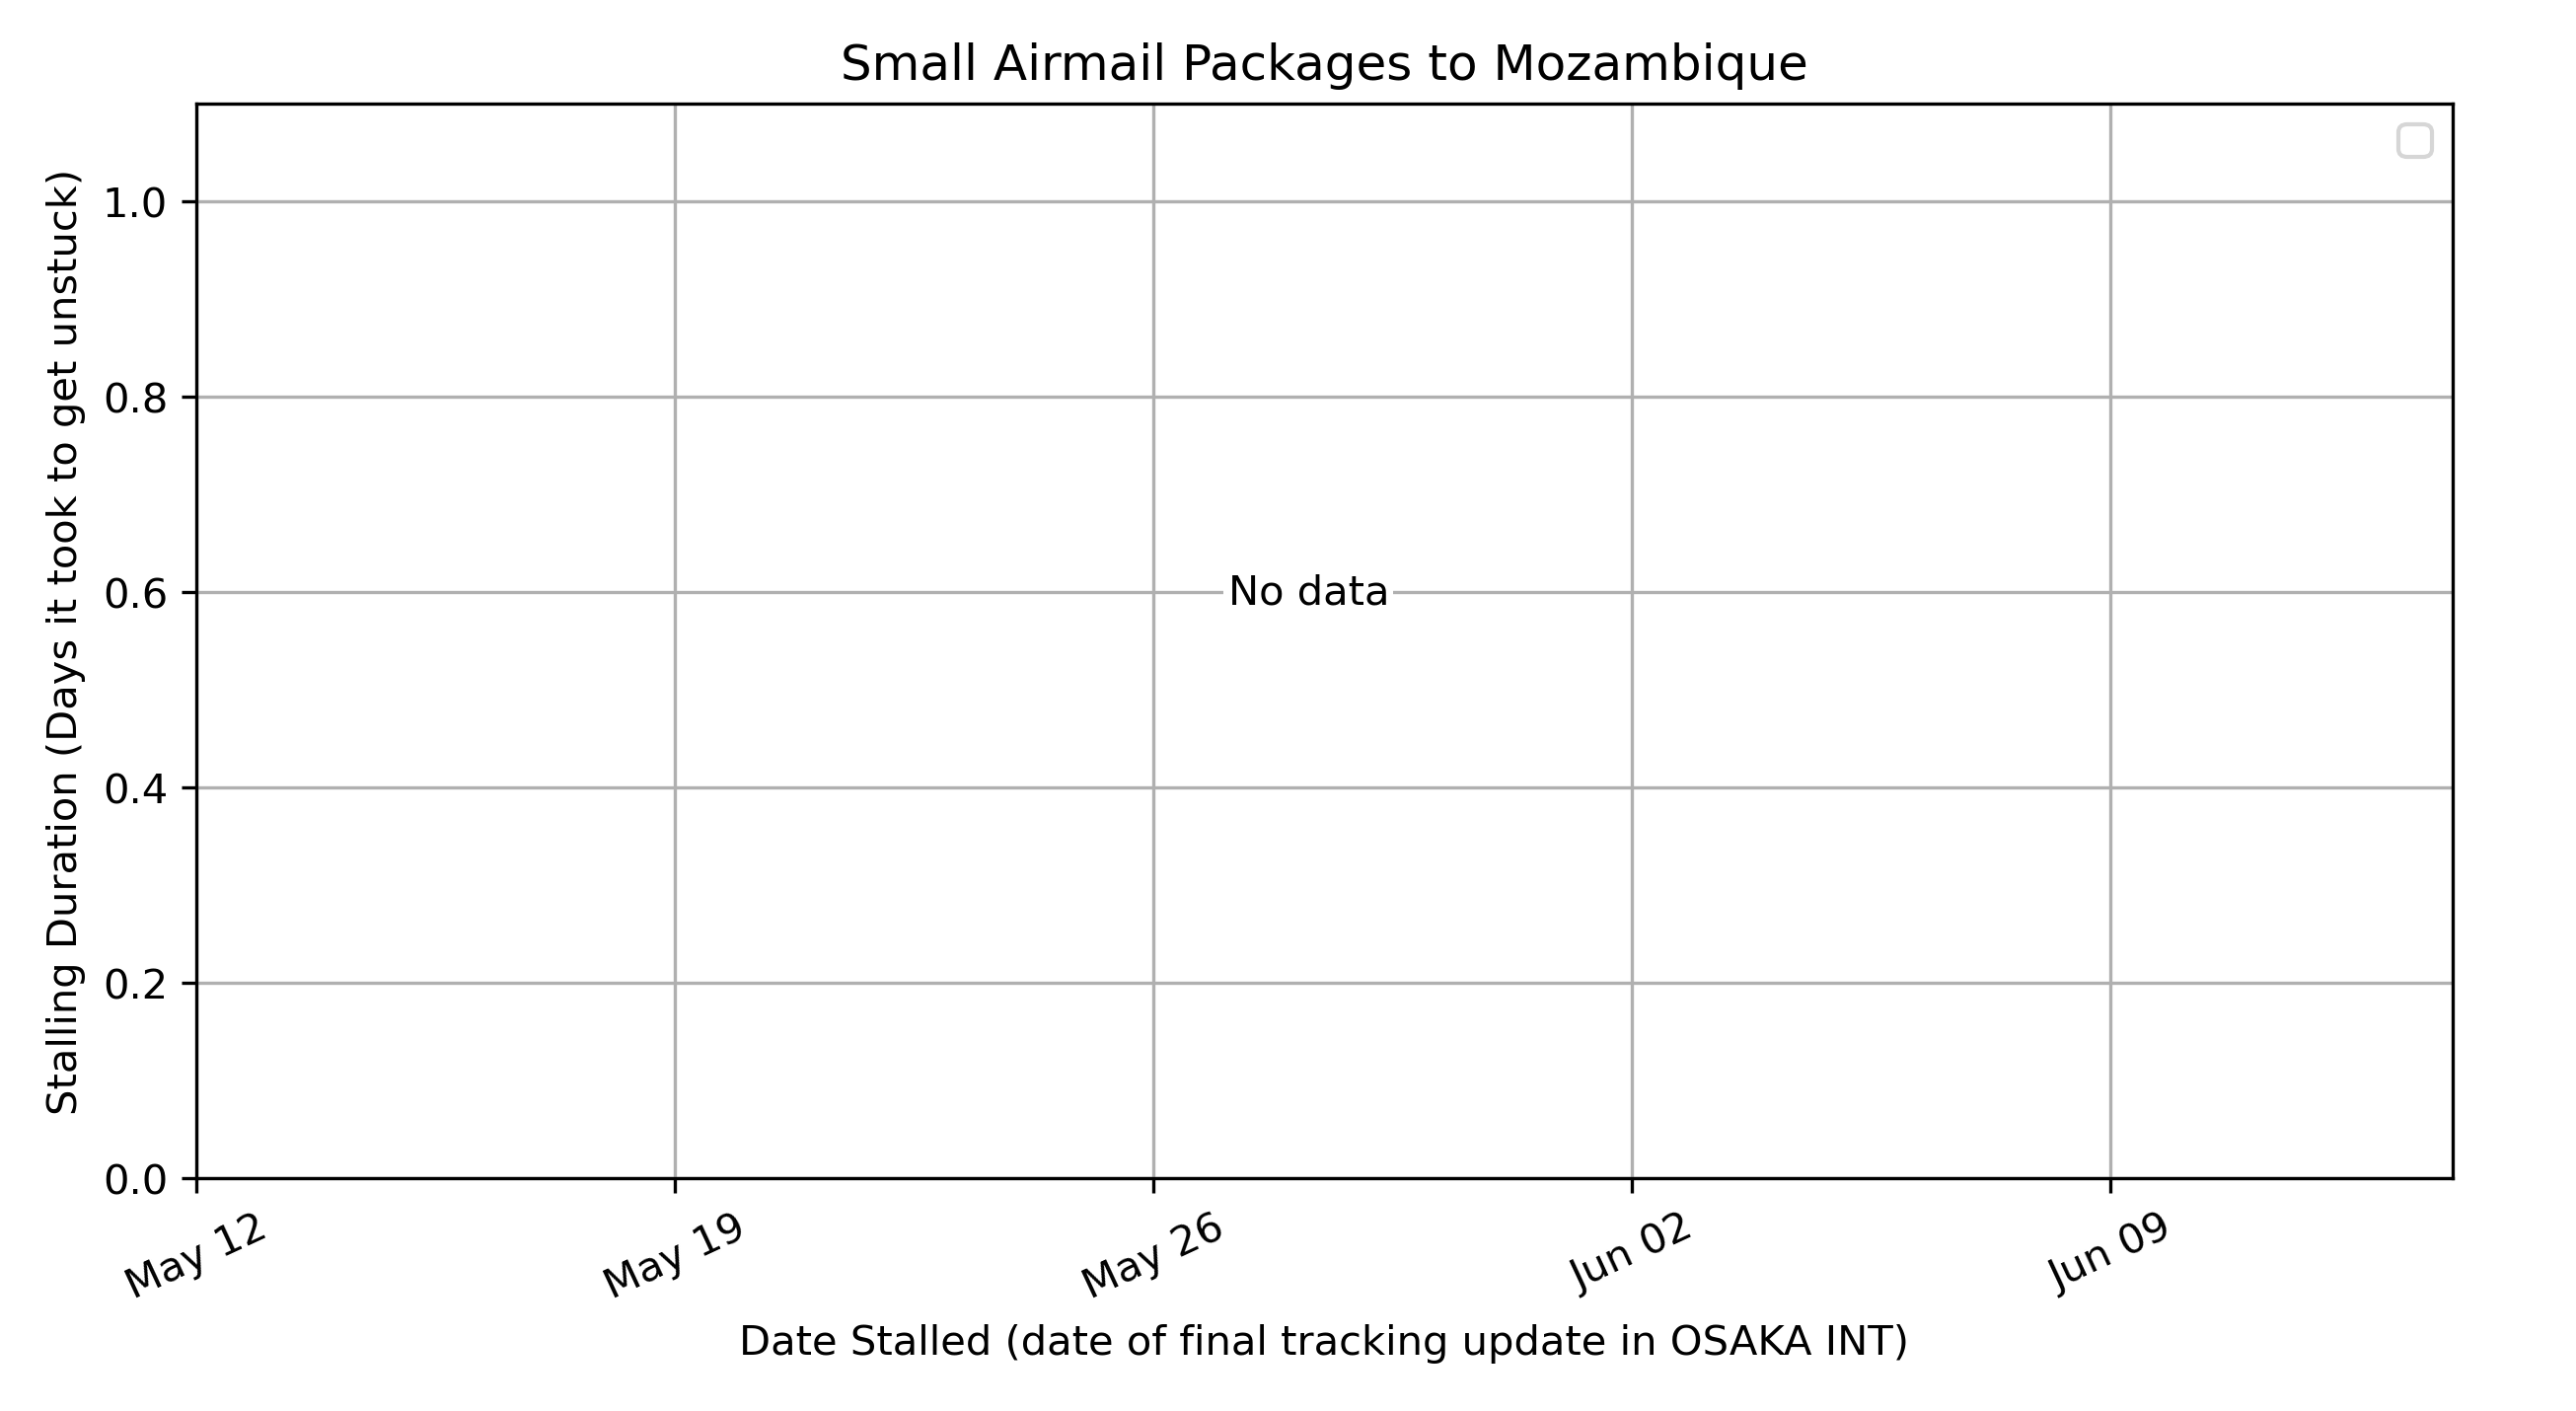 Small Airmail Packages to Mozambique
Stalling Duration (Days it took to get unstuck)
1.0
0.8
0.6
0.4
0.2
0.0
No data
May 12
May 19
May 26
Jun 02
Jun 09
Date Stalled (date of final tracking update in OSAKA INT)